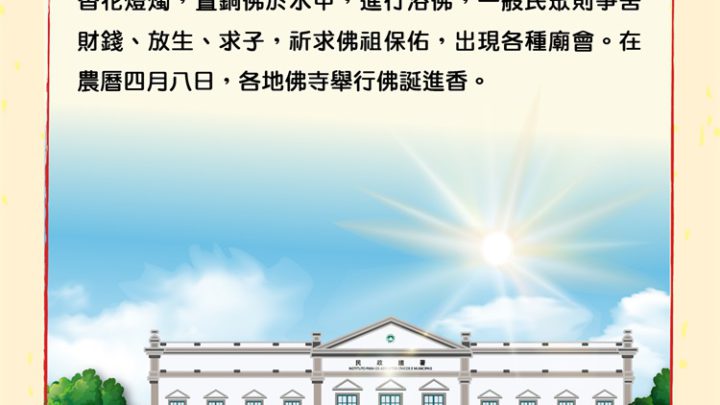 香花燈燭，置銅佛於水中，進行浴佛，一般民眾則爭舍
財錢、放生、求子，祈求佛祖保佑，出現各種廟會。在
農曆四月八日，各地佛寺舉行佛誕進香。
民政總署
INSTITUTO PARA OS ASSUNTOS CÍVICOS E MUNICIPAIS